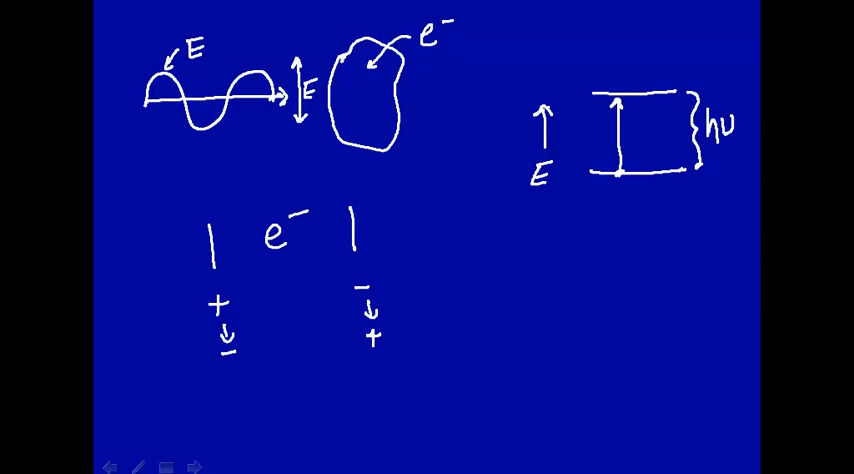 E
E
e⁻
E
hυ
| e⁻ |
+ −
↓ ↓
− +